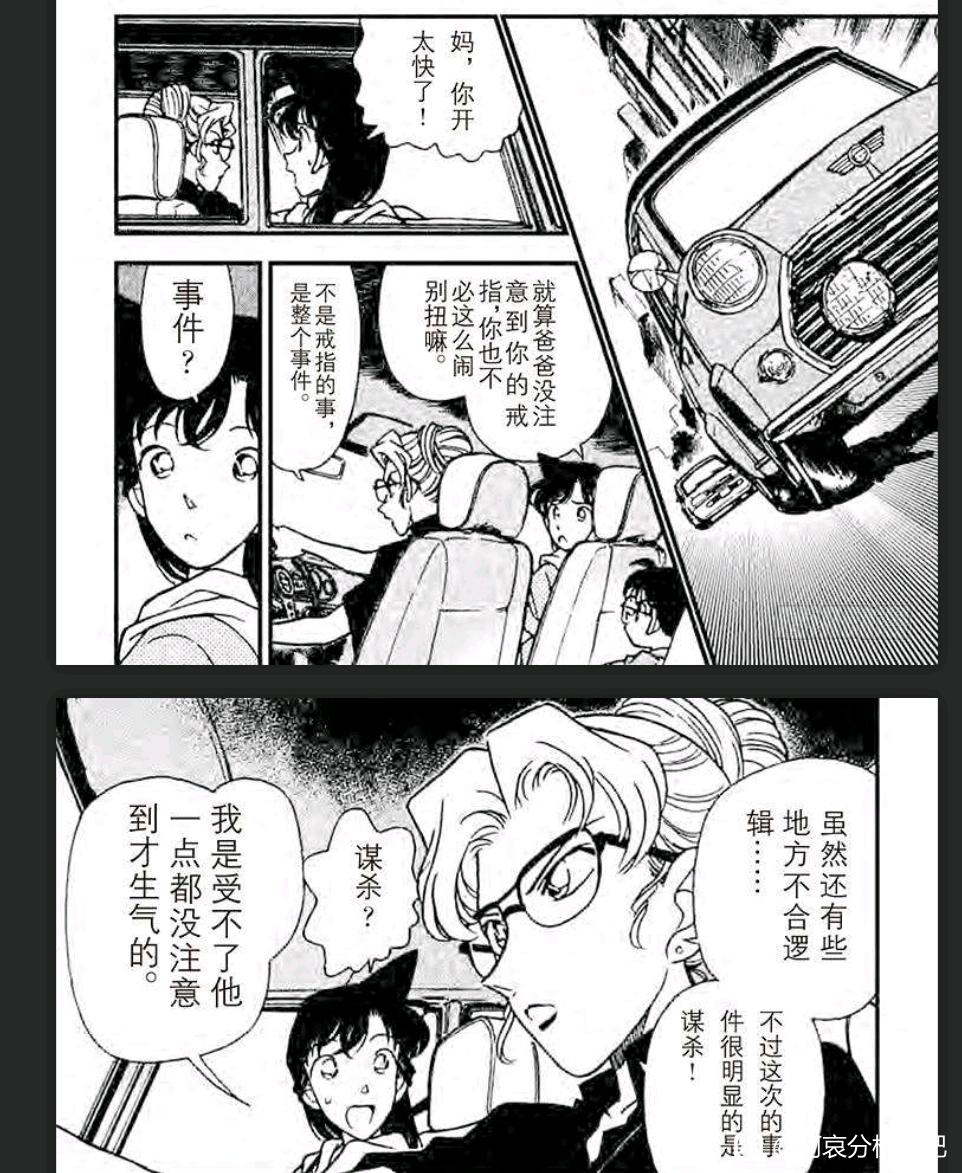 妈，你开
太快了！
就算爸爸没注
意到你的戒
指，你也不
必这么闹
别扭嘛。
不是戒指的事，
是整个事件。
事件？
虽然还有些
地方不合逻
辑……
不过这次的事
件很明显的是
谋杀！
谋杀？
我是受不了他
一点都没注意
到才生气的。
哀分
吧